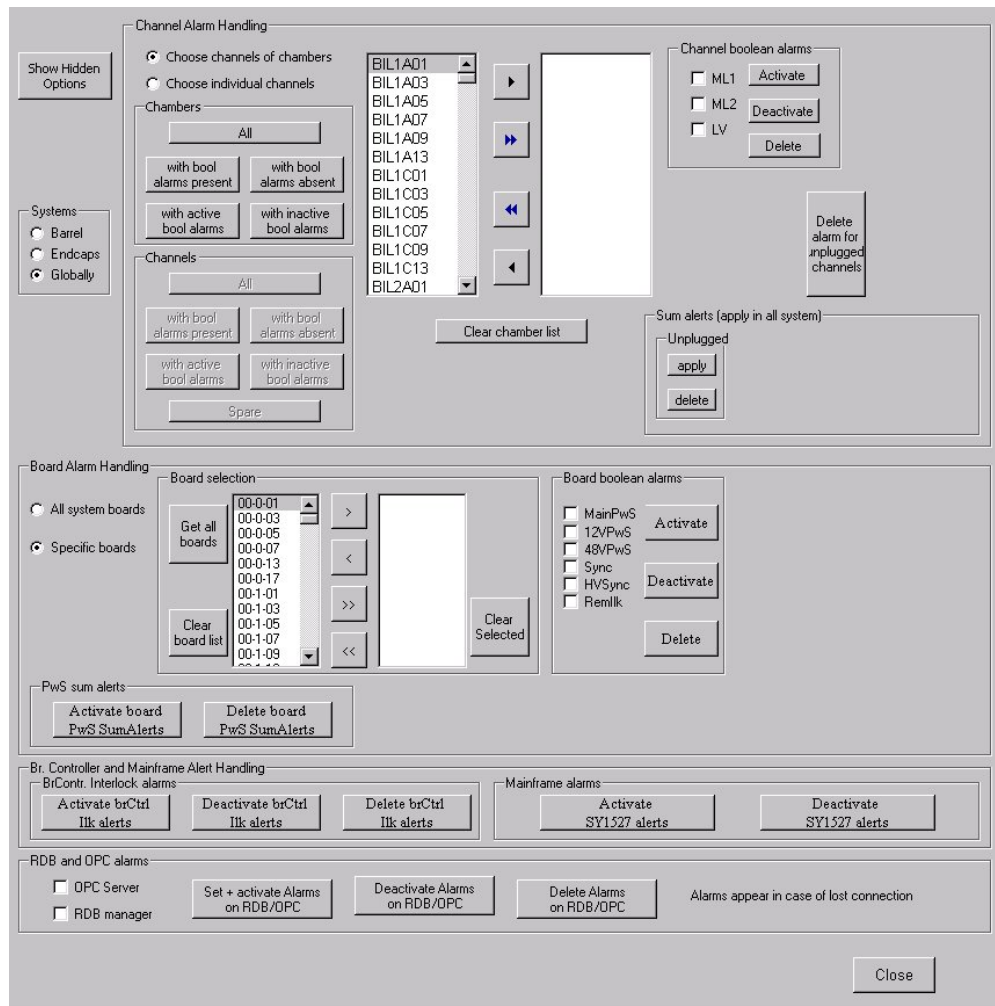 Channel Alarm Handling
Show Hidden
Options
Choose channels of chambers
Choose individual channels
Chambers
All
with bool
alarms present
with bool
alarms absent
with active
bool alarms
with inactive
bool alarms
Systems
Barrel
Endcaps
Globally
Channels
All
with bool
alarms present
with bool
alarms absent
with active
bool alarms
with inactive
bool alarms
Spare
BIL1A01
BIL1A03
BIL1A05
BIL1A07
BIL1A09
BIL1A13
BIL1C01
BIL1C03
BIL1C05
BIL1C07
BIL1C09
BIL1C13
BIL2A01
Clear chamber list
Channel boolean alarms
ML1
ML2
LV
Activate
Deactivate
Delete
Delete
alarm for
unplugged
channels
Sum alerts (apply in all system)
Unplugged
apply
delete
Board Alarm Handling
All system boards
Specific boards
Board selection
Get all
boards
Clear
board list
00-0-01
00-0-03
00-0-05
00-0-07
00-0-13
00-0-17
00-1-01
00-1-03
00-1-05
00-1-07
00-1-09
>
<
>>
<<
Clear
Selected
Board boolean alarms
MainPwS
12VPwS
48VPwS
Sync
HVSync
RemIlk
Activate
Deactivate
Delete
PwS sum alerts
Activate board
PwS SumAlerts
Delete board
PwS SumAlerts
Br. Controller and Mainframe Alert Handling
BrContr. Interlock alarms
Activate brCtrl
Ilk alerts
Deactivate brCtrl
Ilk alerts
Delete brCtrl
Ilk alerts
Mainframe alarms
Activate
SY1527 alerts
Deactivate
SY1527 alerts
RDB and OPC alarms
OPC Server
RDB manager
Set + activate Alarms
on RDB/OPC
Deactivate Alarms
on RDB/OPC
Delete Alarms
on RDB/OPC
Alarms appear in case of lost connection
Close